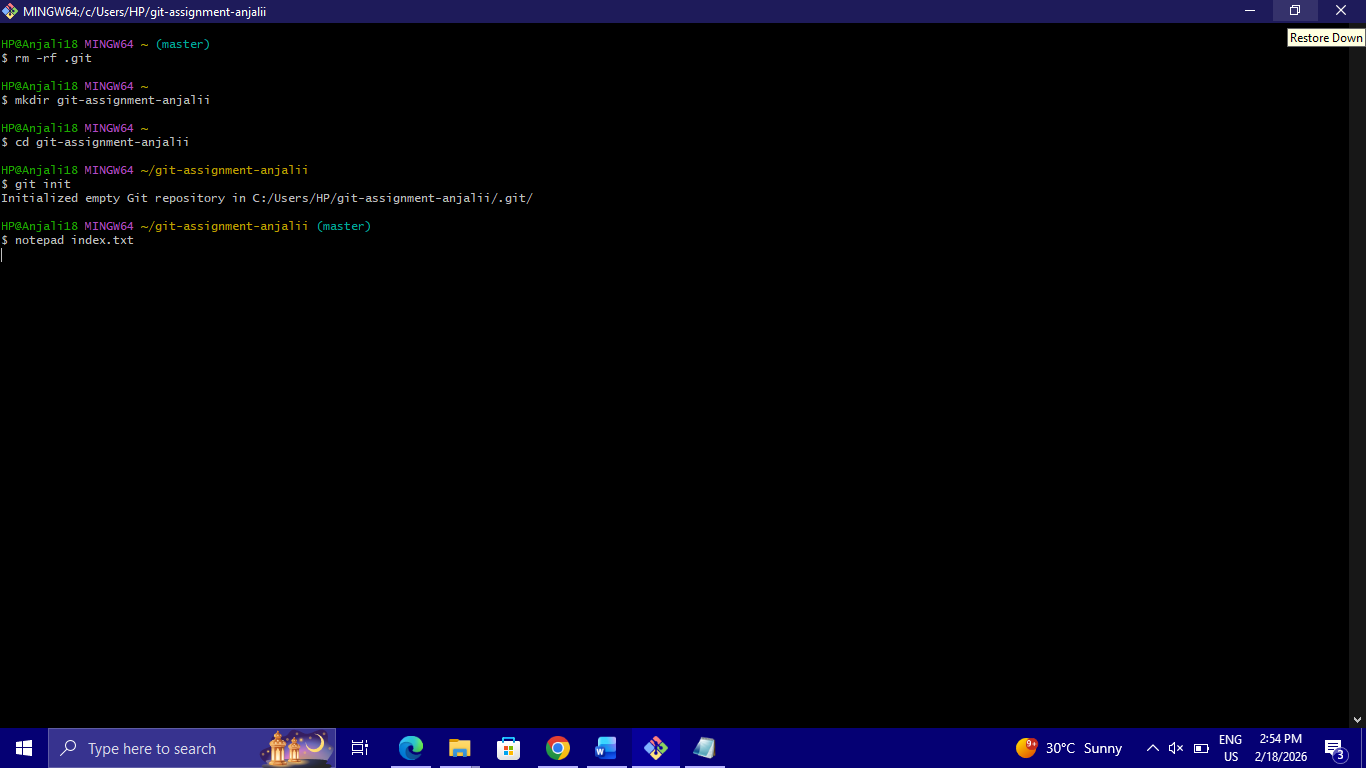 MINGW64:/c/Users/HP/git-assignment-anjalii
Restore Down
HP@Anjali18 MINGW64 ~ (master)
$ rm -rf .git
HP@Anjali18 MINGW64 ~
$ mkdir git-assignment-anjalii
HP@Anjali18 MINGW64 ~
$ cd git-assignment-anjalii
HP@Anjali18 MINGW64 ~/git-assignment-anjalii
$ git init
Initialized empty Git repository in C:/Users/HP/git-assignment-anjalii/.git/
HP@Anjali18 MINGW64 ~/git-assignment-anjalii (master)
$ notepad index.txt
Type here to search
W
9+
30°C Sunny
ENG
US
2:54 PM
2/18/2026
3